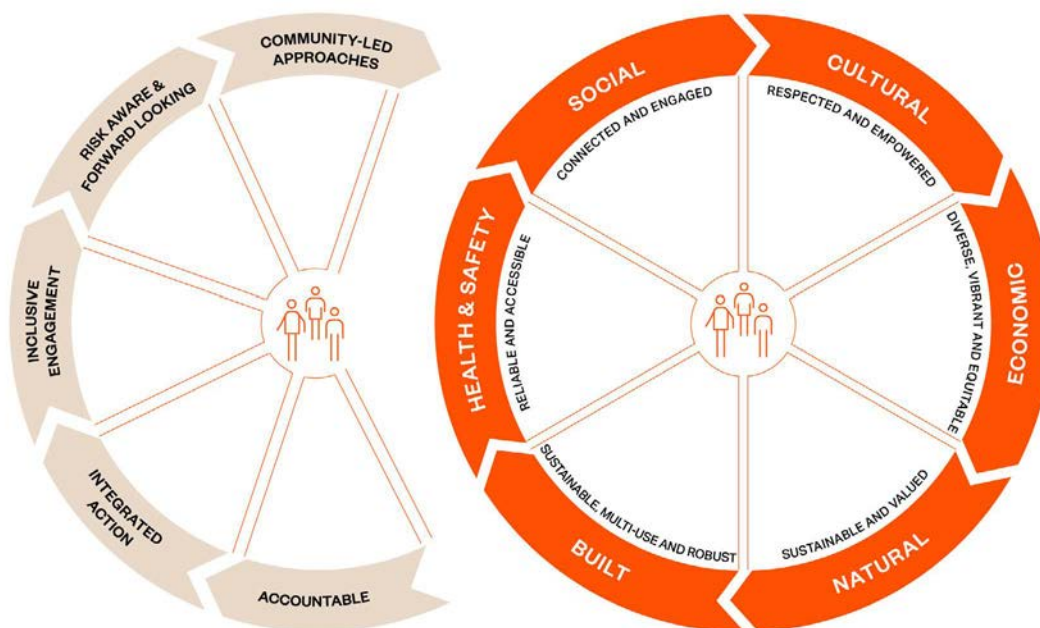 COMMUNITY-LED
APPROACHES
RISK AWARE &
FORWARD LOOKING
INCLUSIVE
ENGAGEMENT
INTEGRATED
ACTION
ACCOUNTABLE
SOCIAL
CONNECTED AND ENGAGED
CULTURAL
RESPECTED AND EMPOWERED
ECONOMIC
DIVERSE, VIBRANT AND EQUITABLE
NATURAL
SUSTAINABLE AND VALUED
BUILT
SUSTAINABLE, MULTI-USE AND ROBUST
HEALTH & SAFETY
RELIABLE AND ACCESSIBLE